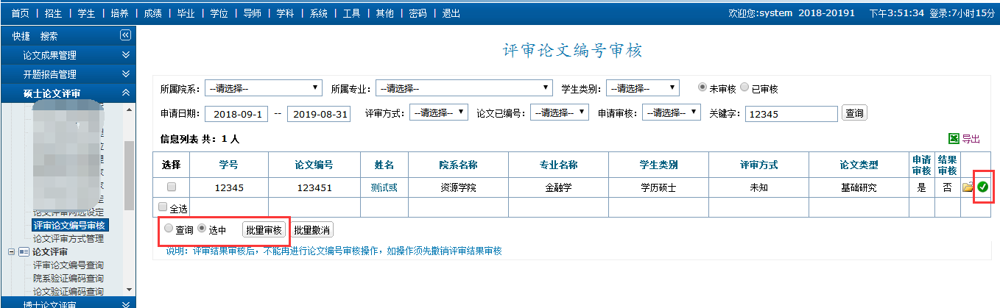 首页 | 招生 | 学生 | 培养 | 成绩 | 毕业 | 学位 | 导师 | 学科 | 系统 | 工具 | 其他 | 密码 | 退出 欢迎您:system 2018-20191 下午3:51:34 登录:7小时15分
快捷 搜索
论文成果管理
开题报告管理
硕士论文评审
论文评审网选设定
评审论文编号审核
论文评审方式管理
论文评审
评审论文编号查询
院系验证编码查询
论文验证编码查询
博士论文评审
评审论文编号审核
所属院系: --请选择-- 所属专业: --请选择-- 学生类别: --请选择-- 未审核 已审核
申请日期: 2018-09-1 -- 2019-08-31 评审方式: --请选择-- 论文已编号: --请选择-- 申请审核: --请选择-- 关键字: 12345 查询
信息列表 共: 1 人 导出
选择 学号 论文编号 姓名 院系名称 专业名称 学生类别 评审方式 论文类型 申请审核 结果审核
12345 123451 测试或 资源学院 金融学 学历硕士 未知 基础研究 是 否
全选
查询 选中 批量审核 批量撤消
说明: 评审结果审核后，不能再进行论文编号审核操作，如操作须先撤销评审结果审核